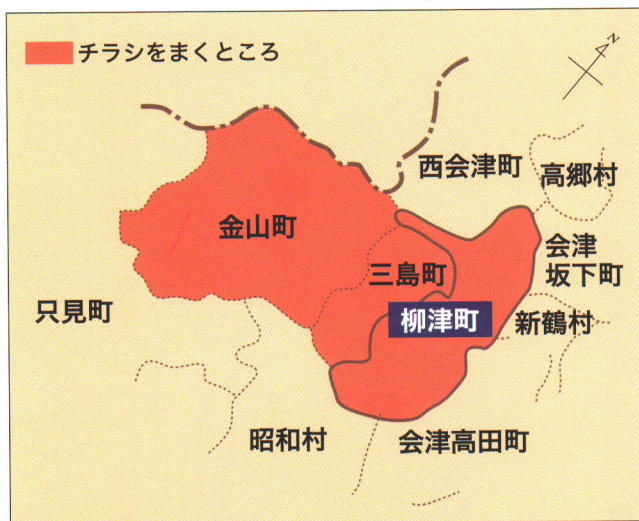 チラシをまくところ
N
西会津町
高郷村
金山町
会津
坂下町
三島町
只見町
柳津町
新鶴村
昭和村
会津高田町